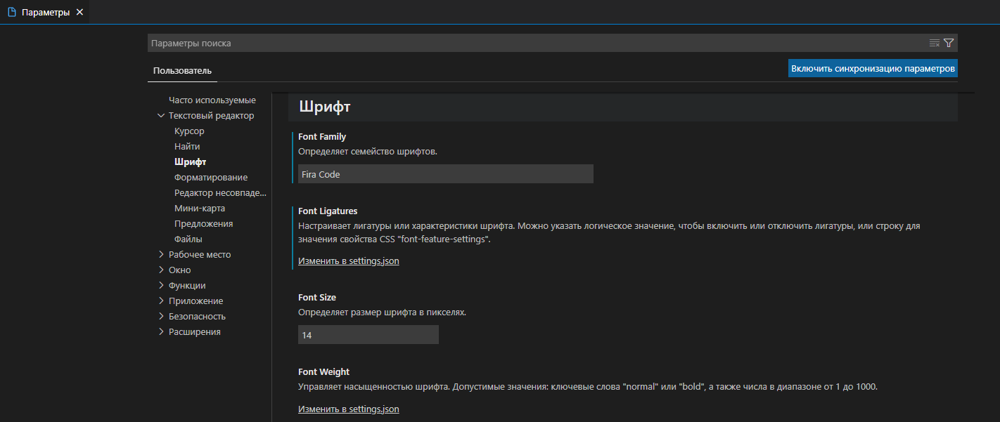 Параметры
Параметры поиска
Пользователь
Включить синхронизацию параметров
Часто используемые
Текстовый редактор
Курсор
Найти
Шрифт
Форматирование
Редактор несовпаде...
Мини-карта
Предложения
Файлы
Рабочее место
Окно
Функции
Приложение
Безопасность
Расширения
Шрифт
Font Family
Определяет семейство шрифтов.
Fira Code
Font Ligatures
Настраивает лигатуры или характеристики шрифта. Можно указать логическое значение, чтобы включить или отключить лигатуры, или строку для
значения свойства CSS "font-feature-settings".
Изменить в settings.json
Font Size
Определяет размер шрифта в пикселях.
14
Font Weight
Управляет насыщенностью шрифта. Допустимые значения: ключевые слова "normal" или "bold", а также числа в диапазоне от 1 до 1000.
Изменить в settings.json